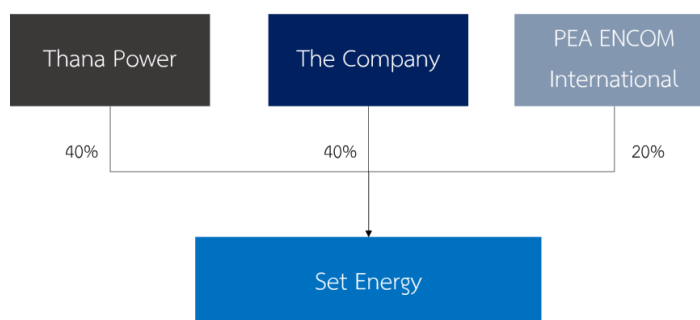 Thana Power
The Company
PEA ENCOM
International
40%
40%
20%
Set Energy